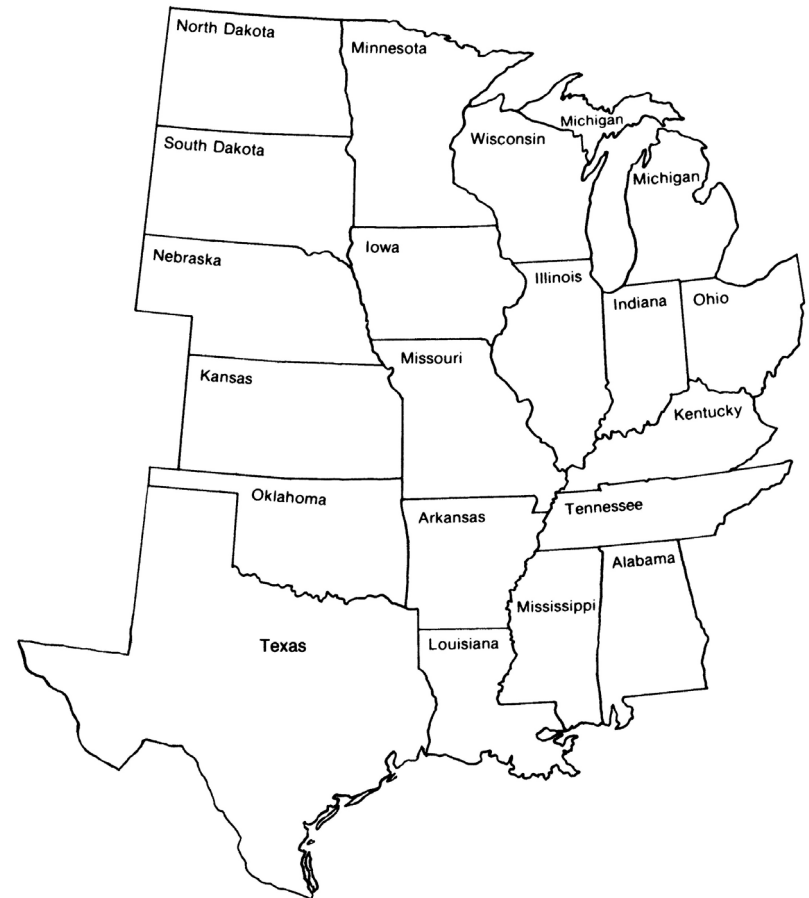 North Dakota
Minnesota
Michigan
Wisconsin
South Dakota
Michigan
Iowa
Nebraska
Illinois
Indiana
Ohio
Missouri
Kansas
Kentucky
Oklahoma
Arkansas
Tennessee
Alabama
Mississippi
Texas
Louisiana